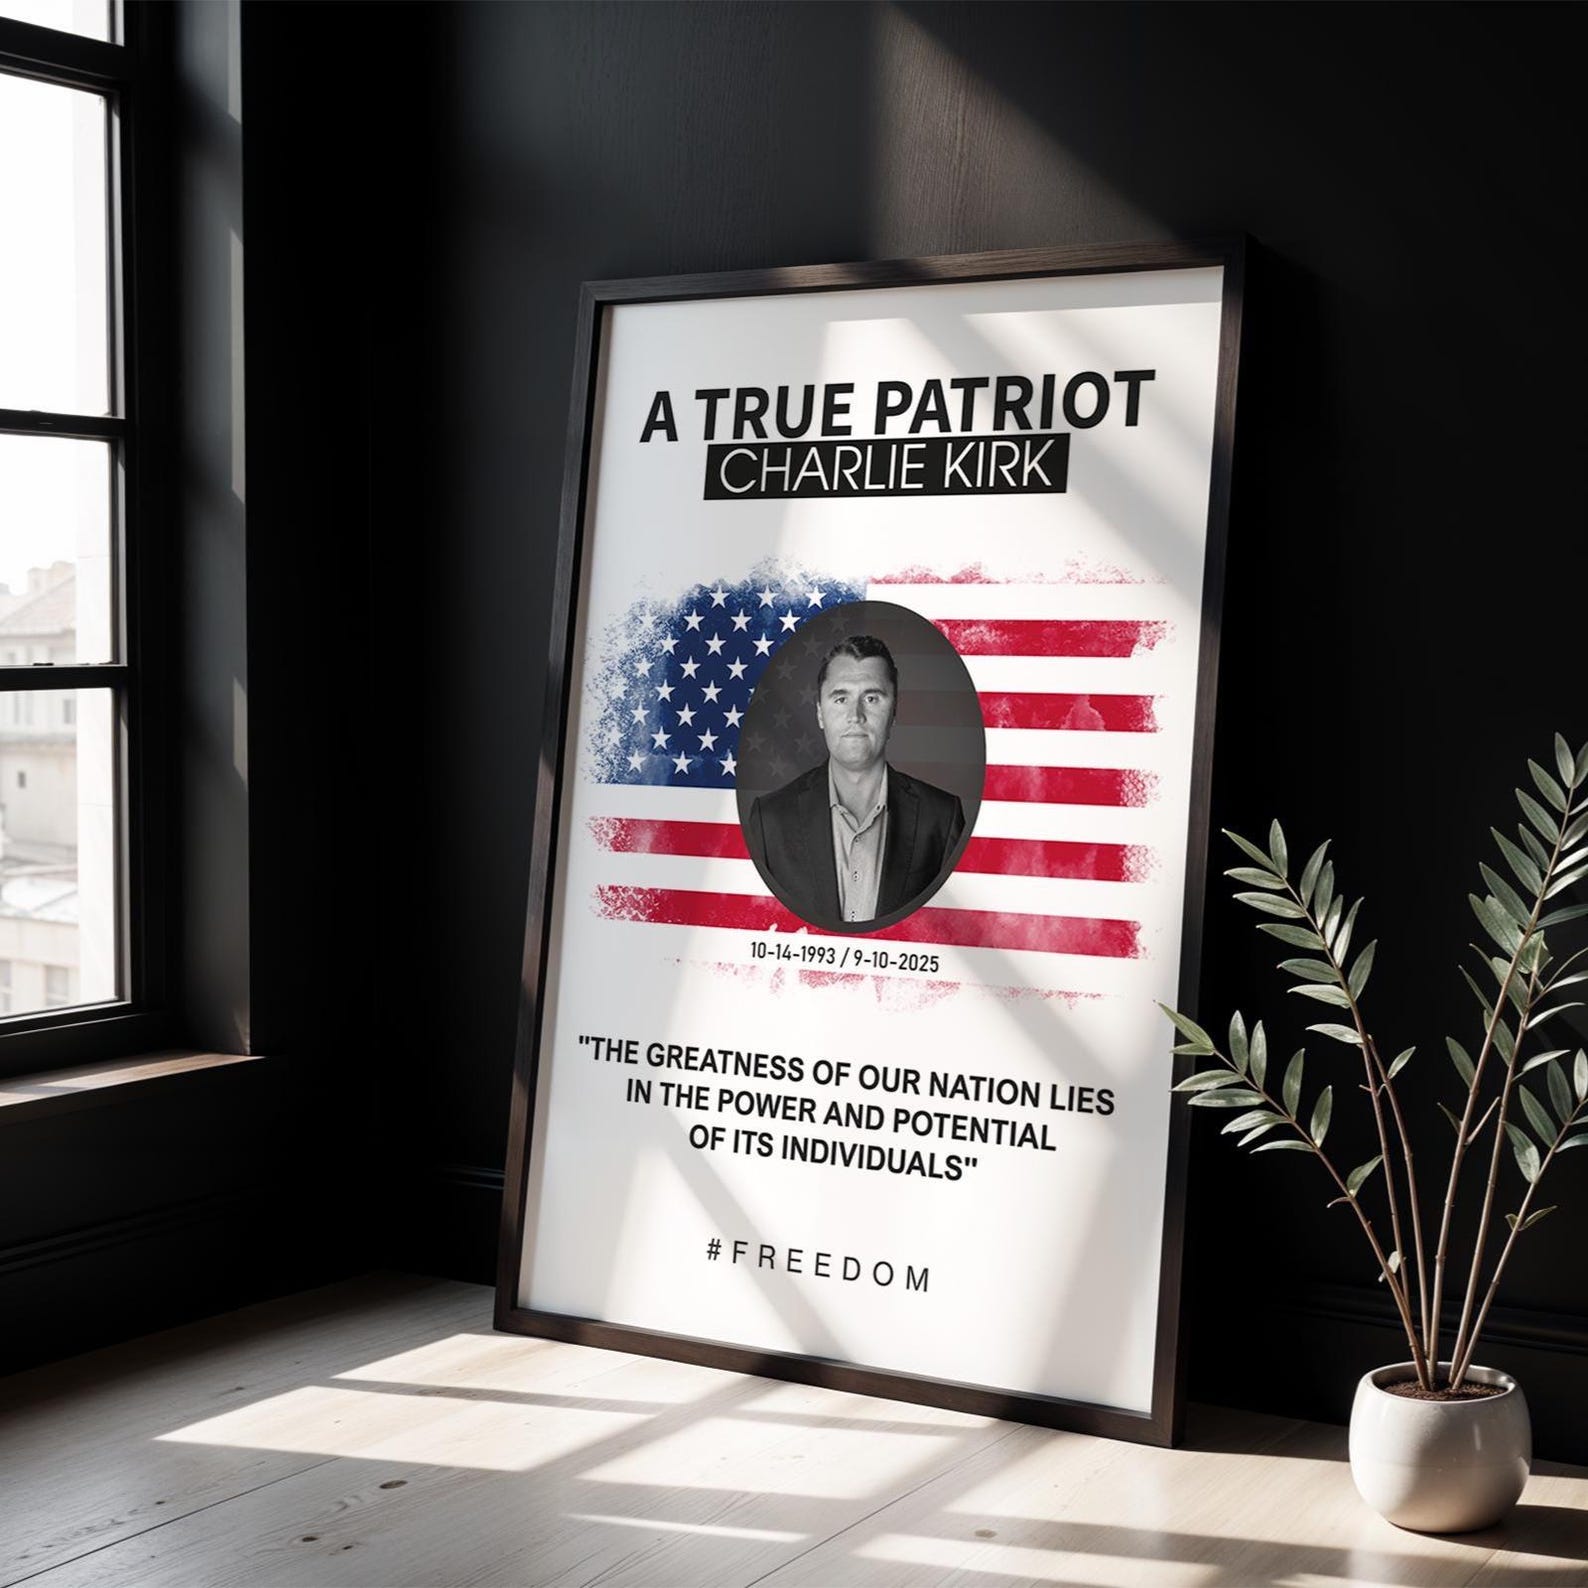 A TRUE PATRIOT
CHARLIE KIRK
10-14-1993 / 9-10-2025
"THE GREATNESS OF OUR NATION LIES
IN THE POWER AND POTENTIAL
OF ITS INDIVIDUALS"
#FREEDOM